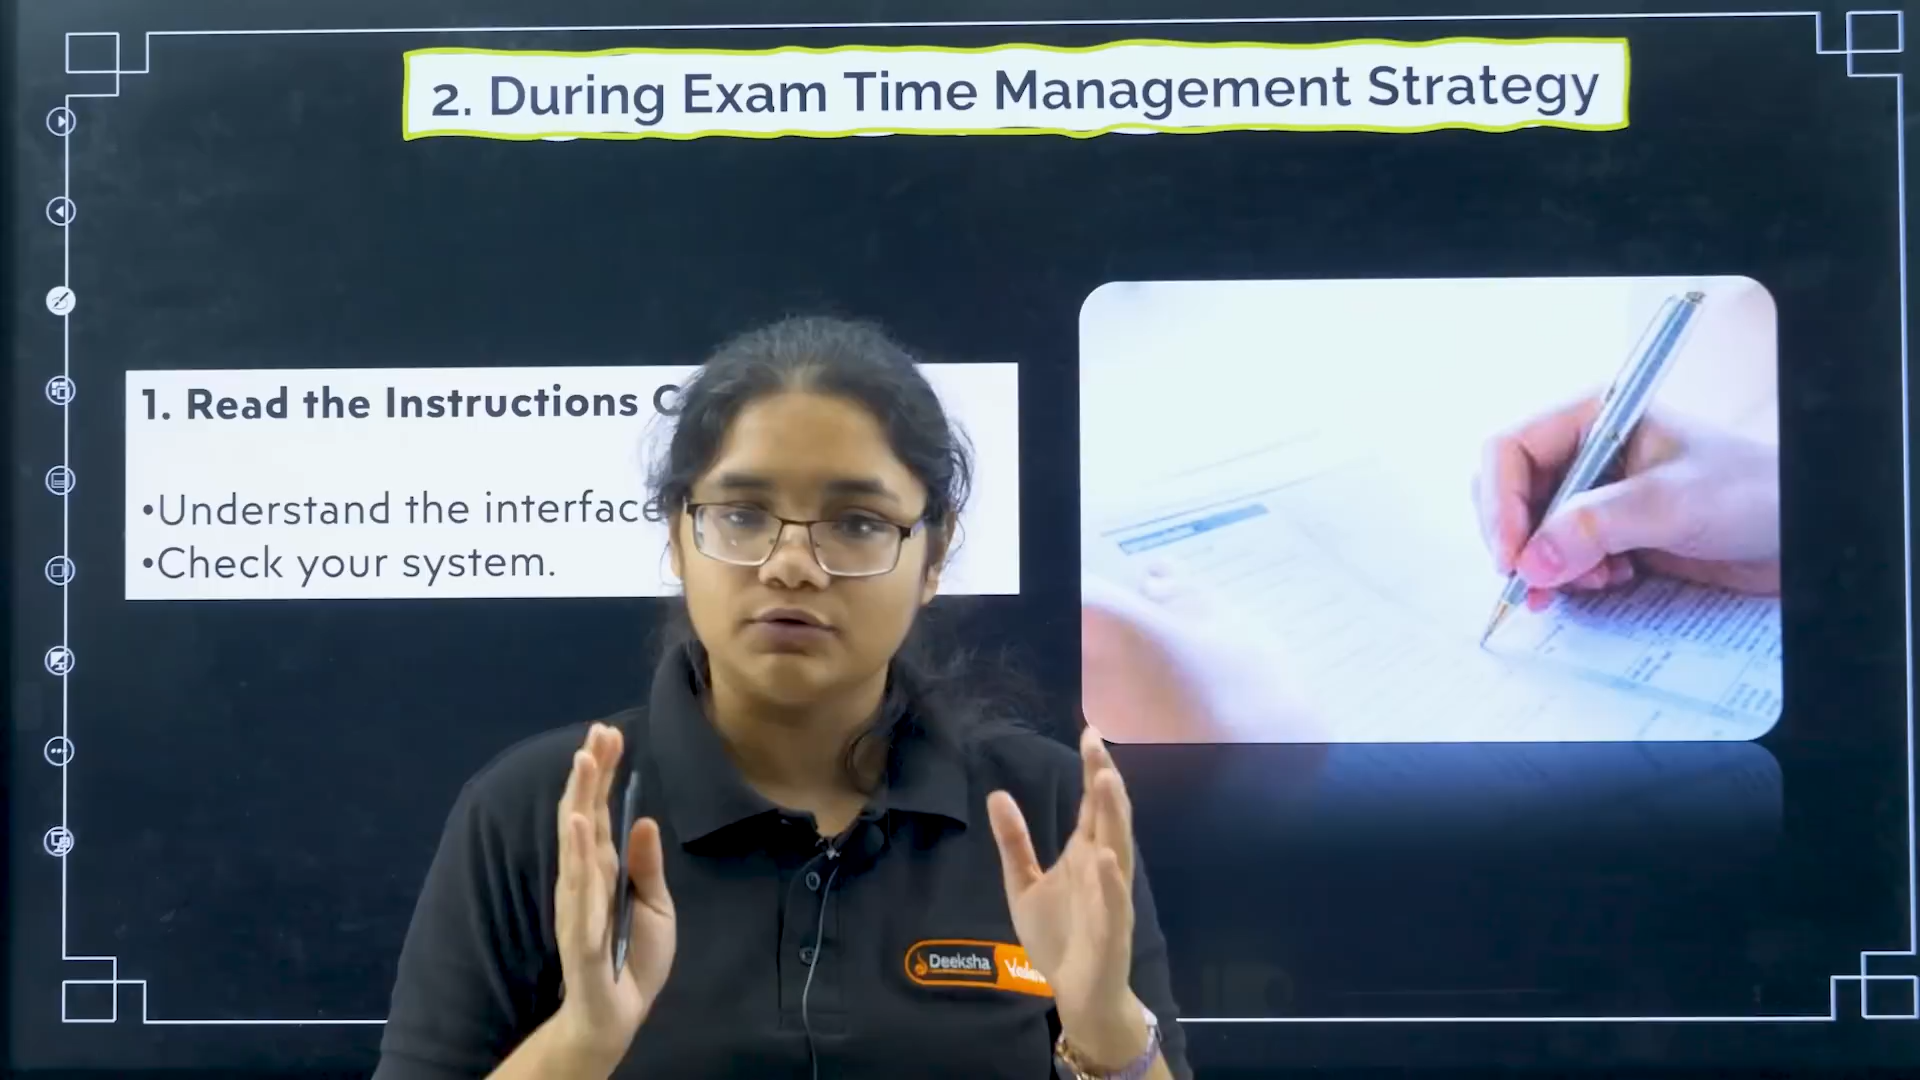 2. During Exam Time Management Strategy
1. Read the Instructions
•Understand the interface
•Check your system.
Deeksha